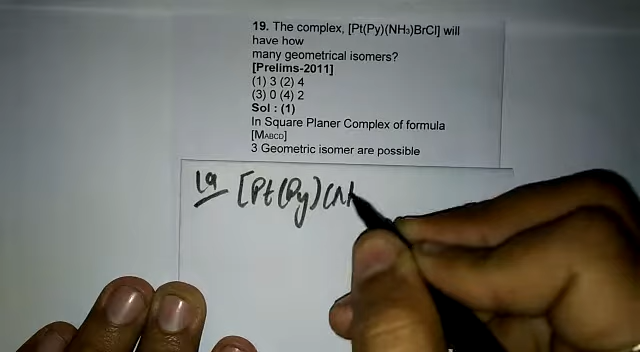 19. The complex, [Pt(Py)(NH₃)BrCl] will
have how
many geometrical isomers?
[Prelims-2011]
(1) 3 (2) 4
(3) 0 (4) 2
Sol : (1)
In Square Planer Complex of formula
[MABCD]
3 Geometric isomer are possible
19 [Pt(Py)(N